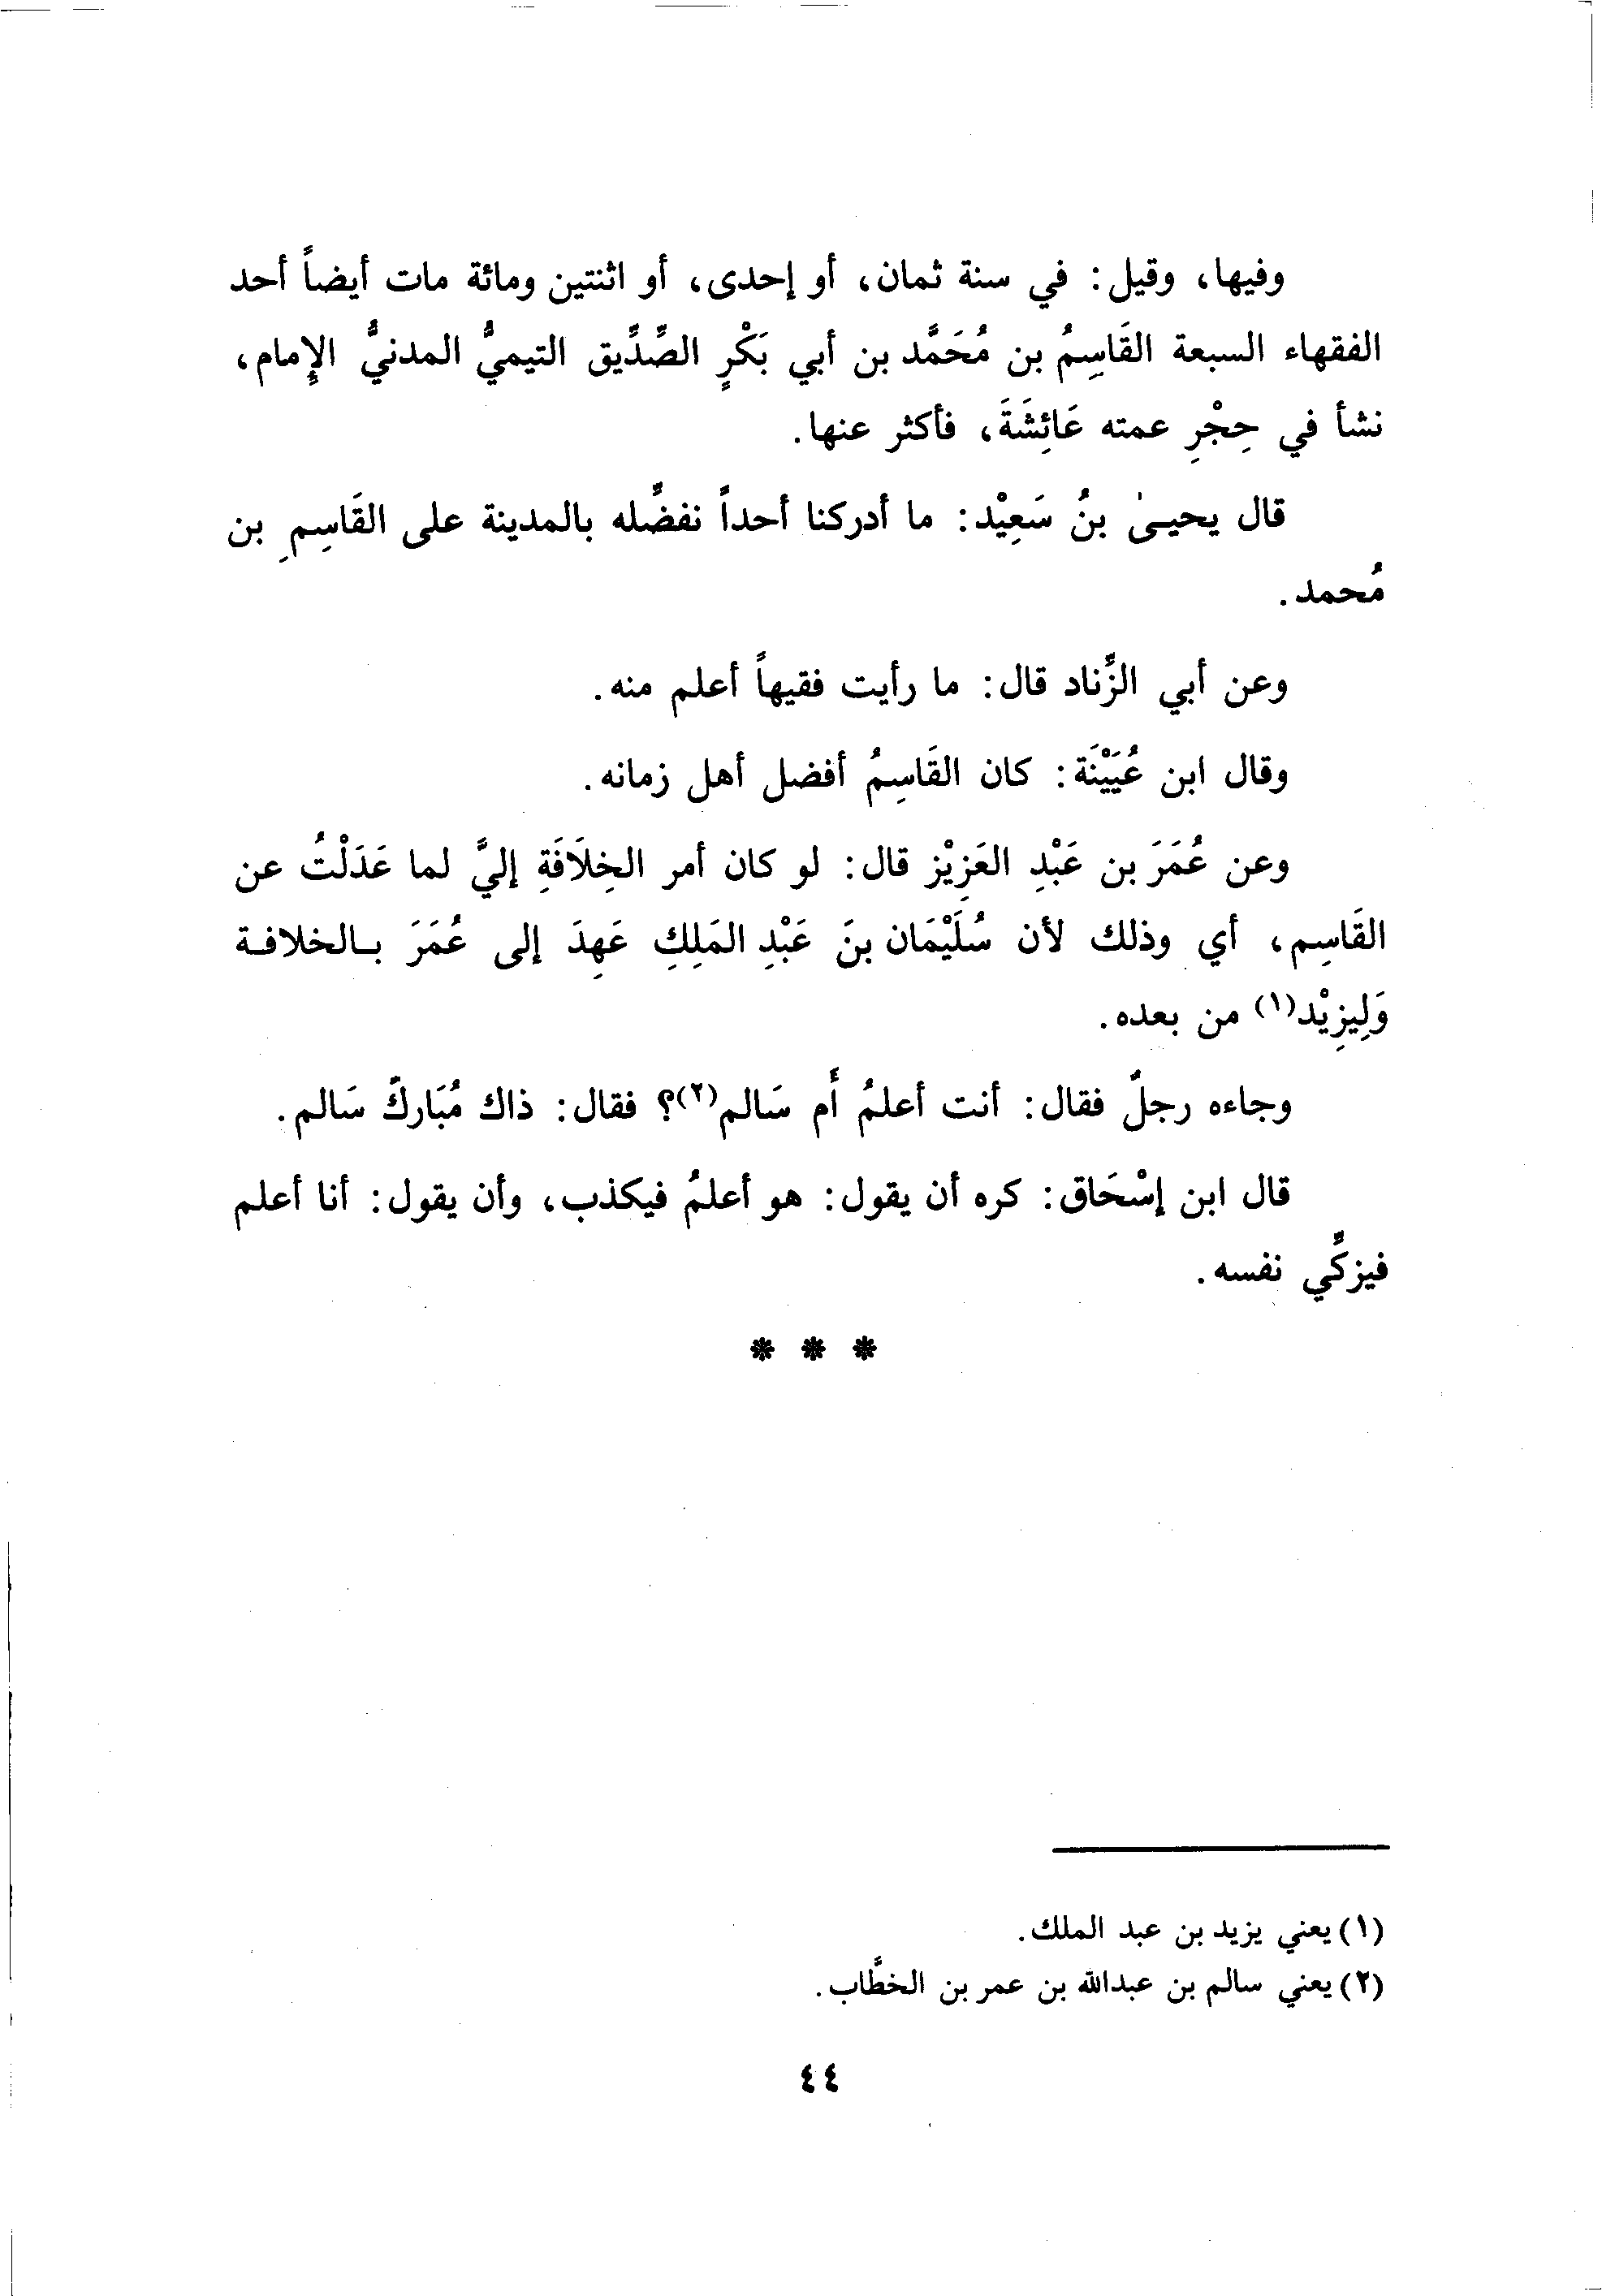 وفيها، وقيل: في سنة ثمان، أو إحدى، أو اثنتين ومائة مات أيضاً أحد
الفقهاء السبعة القَاسِمُ بن مُحَمَّد بن أبي بَكْرٍ الصِّدِّيق التيميُّ المدنيُّ الإِمام،
نشأ في حِجْرِ عمته عَائِشَةَ، فأكثر عنها.
قال يحيىٰ بنُ سَعِيْد: ما أدركنا أحداً نفضِّله بالمدينة على القَاسِمِ بن
مُحمد.
وعن أبي الزِّناد قال: ما رأيت فقيهاً أعلم منه.
وقال ابن عُيَيْنَة: كان القَاسِمُ أفضل أهل زمانه.
وعن عُمَرَ بن عَبْدِ العَزِيْز قال: لو كان أمر الخِلَافَةِ إليَّ لما عَدَلْتُ عن
القَاسِم، أي وذلك لأن سُلَيْمَان بنَ عَبْدِ المَلِكِ عَهِدَ إلى عُمَرَ بـالخلافـة
وَلِيزِيْد(١) من بعده.
وجاءه رجلٌ فقال: أنت أعلمُ أَم سَالم(٢)؟ فقال: ذاك مُبَاركٌ سَالم.
قال ابن إسْحَاق: كره أن يقول: هو أعلمُ فيكذب، وأن يقول: أنا أعلم
فيزكِّي نفسه.
* * *
(١) يعني يزيد بن عبد الملك.
(٢) يعني سالم بن عبدالله بن عمر بن الخطَّاب.
٤٤